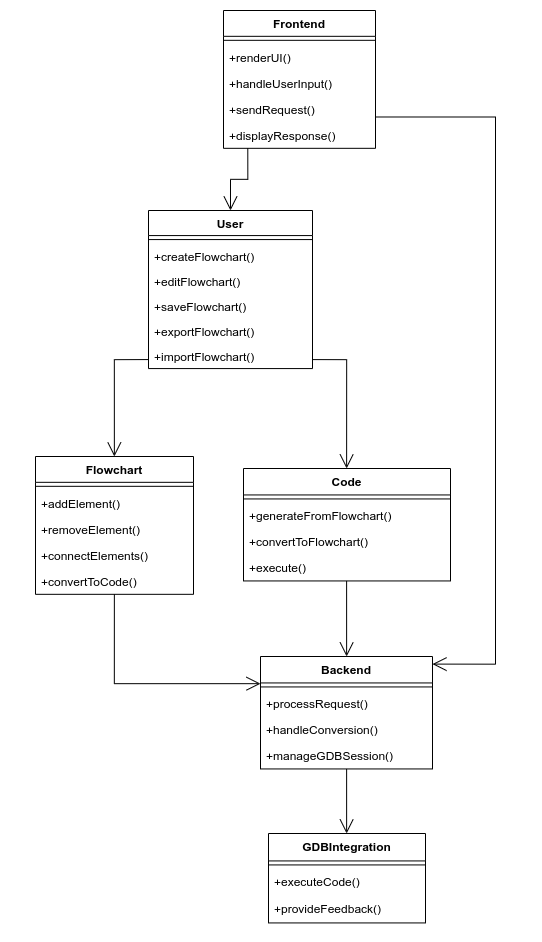 Frontend
+renderUI()
+handleUserInput()
+sendRequest()
+displayResponse()
User
+createFlowchart()
+editFlowchart()
+saveFlowchart()
+exportFlowchart()
+importFlowchart()
Flowchart
+addElement()
+removeElement()
+connectElements()
+convertToCode()
Code
+generateFromFlowchart()
+convertToFlowchart()
+execute()
Backend
+processRequest()
+handleConversion()
+manageGDBSession()
GDBIntegration
+executeCode()
+provideFeedback()